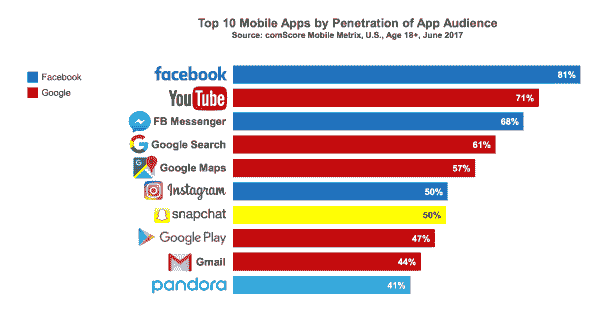 Top 10 Mobile Apps by Penetration of App Audience
Source: comScore Mobile Metrix, U.S., Age 18+, June 2017
Facebook
Google
facebook 81%
YouTube 71%
FB Messenger 68%
Google Search 61%
Google Maps 57%
Instagram 50%
snapchat 50%
Google Play 47%
Gmail 44%
pandora 41%